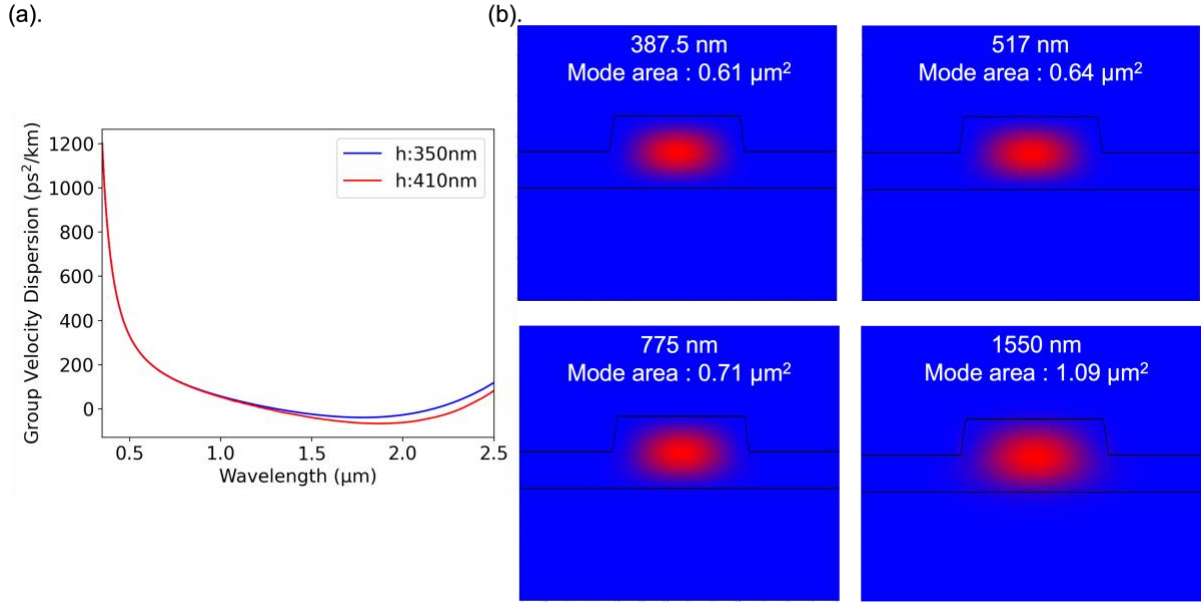 (a).
Group Velocity Dispersion (ps²/km)
1200
1000
800
600
400
200
0
h:350nm
h:410nm
0.5
1.0
1.5
2.0
2.5
Wavelength (μm)
(b).
387.5 nm
Mode area : 0.61 μm²
517 nm
Mode area : 0.64 μm²
775 nm
Mode area : 0.71 μm²
1550 nm
Mode area : 1.09 μm²